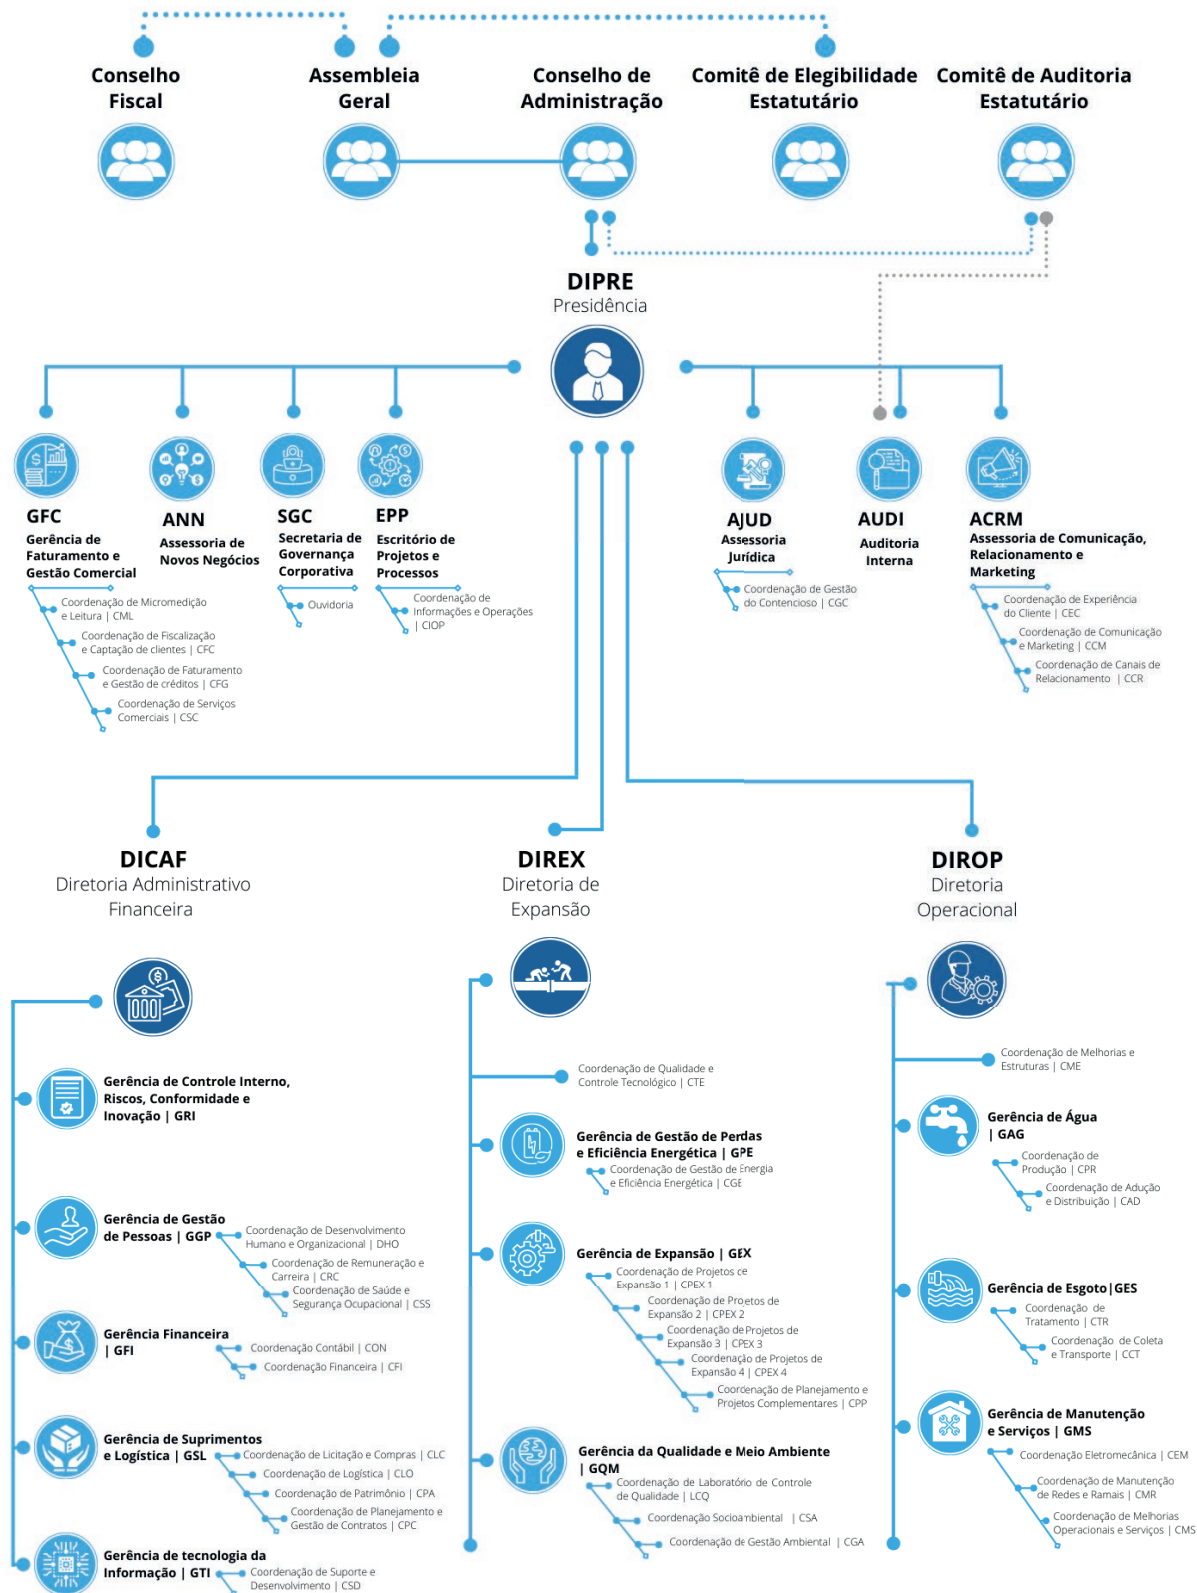 Conselho
Fiscal
Assembleia
Geral
Conselho de
Administração
Comitê de Elegibilidade
Estatutário
Comitê de Auditoria
Estatutário
DIPRE
Presidência
GFC
Gerência de
Faturamento e
Gestão Comercial
Coordenação de Micromedição
e Leitura | CML
Coordenação de Fiscalização
e Captação de clientes | CFC
Coordenação de Faturamento
e Gestão de créditos | CFG
Coordenação de Serviços
Comerciais | CSC
ANN
Assessoria de
Novos Negócios
SGC
Secretaria de
Governança
Corporativa
Ouvidoria
EPP
Escritório de
Projetos e
Processos
Coordenação de
Informações e Operações
| CIOP
AJUD
Assessoria
Jurídica
Coordenação de Gestão
do Contencioso | CGC
AUDI
Auditoria
Interna
ACRM
Assessoria de Comunicação,
Relacionamento e
Marketing
Coordenação de Experiência
do Cliente | CEC
Coordenação de Comunicação
e Marketing | CCM
Coordenação de Canais de
Relacionamento | CCR
DICAF
Diretoria Administrativo
Financeira
Gerência de Controle Interno,
Riscos, Conformidade e
Inovação | GRI
Gerência de Gestão
de Pessoas | GGP
Coordenação de Desenvolvimento
Humano e Organizacional | DHO
Coordenação de Remuneração e
Carreira | CRC
Coordenação de Saúde e
Segurança Ocupacional | CSS
Gerência Financeira
| GFI
Coordenação Contábil | CON
Coordenação Financeira | CFI
Gerência de Suprimentos
e Logística | GSL
Coordenação de Licitação e Compras | CLC
Coordenação de Logística | CLO
Coordenação de Patrimônio | CPA
Coordenação de Planejamento e
Gestão de Contratos | CPC
Gerência de tecnologia da
Informação | GTI
Coordenação de Suporte e
Desenvolvimento | CSD
DIREX
Diretoria de
Expansão
Coordenação de Qualidade e
Controle Tecnológico | CTE
Gerência de Gestão de Perdas
e Eficiência Energética | GPE
Coordenação de Gestão de Energia
e Eficiência Energética | CGE
Gerência de Expansão | GEX
Coordenação de Projetos de
Expansão 1 | CPEX 1
Coordenação de Projetos de
Expansão 2 | CPEX 2
Coordenação de Projetos de
Expansão 3 | CPEX 3
Coordenação de Projetos de
Expansão 4 | CPEX 4
Coordenação de Planejamento e
Projetos Complementares | CPP
Gerência da Qualidade e Meio Ambiente
| GQM
Coordenação de Laboratório de Controle
de Qualidade | LCQ
Coordenação Socioambiental | CSA
Coordenação de Gestão Ambiental | CGA
DIROP
Diretoria
Operacional
Coordenação de Melhorias e
Estruturas | CME
Gerência de Água
| GAG
Coordenação de
Produção | CPR
Coordenação de Adução
e Distribuição | CAD
Gerência de Esgoto|GES
Coordenação de
Tratamento | CTR
Coordenação de Coleta
e Transporte | CCT
Gerência de Manutenção
e Serviços | GMS
Coordenação Eletromecânica | CEM
Coordenação de Manutenção
de Redes e Ramais | CMR
Coordenação de Melhorias
Operacionais e Serviços | CMS